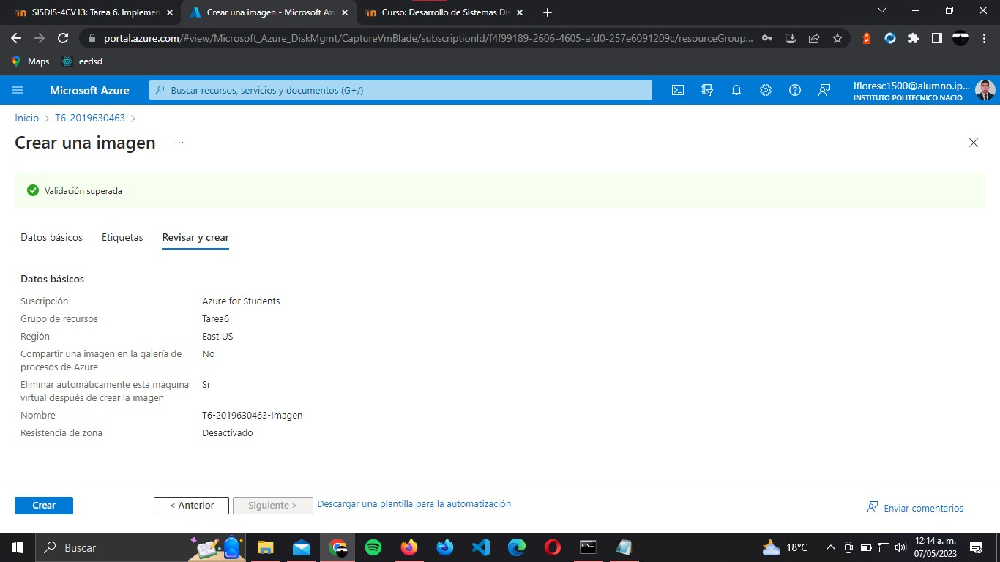 SISDIS-4CV13: Tarea 6. Implemen
Crear una imagen - Microsoft Az
Curso: Desarrollo de Sistemas Dis
portal.azure.com/#view/Microsoft_Azure_DiskMgmt/CaptureVmBlade/subscriptionId/f4f99189-2606-4605-afd0-257e6091209c/resourceGroup...
Maps
eedsd
Microsoft Azure
Buscar recursos, servicios y documentos (G+/)
lfloresc1500@alumno.ip...
INSTITUTO POLITECNICO NACIO...
Inicio > T6-2019630463 >
Crear una imagen ...
Validación superada
Datos básicos Etiquetas Revisar y crear
Datos básicos
Suscripción Azure for Students
Grupo de recursos Tarea6
Región East US
Compartir una imagen en la galería de No
procesos de Azure
Eliminar automáticamente esta máquina Sí
virtual después de crear la imagen
Nombre T6-2019630463-Imagen
Resistencia de zona Desactivado
Crear < Anterior Siguiente > Descargar una plantilla para la automatización Enviar comentarios
Buscar
18°C
12:14 a. m.
07/05/2023